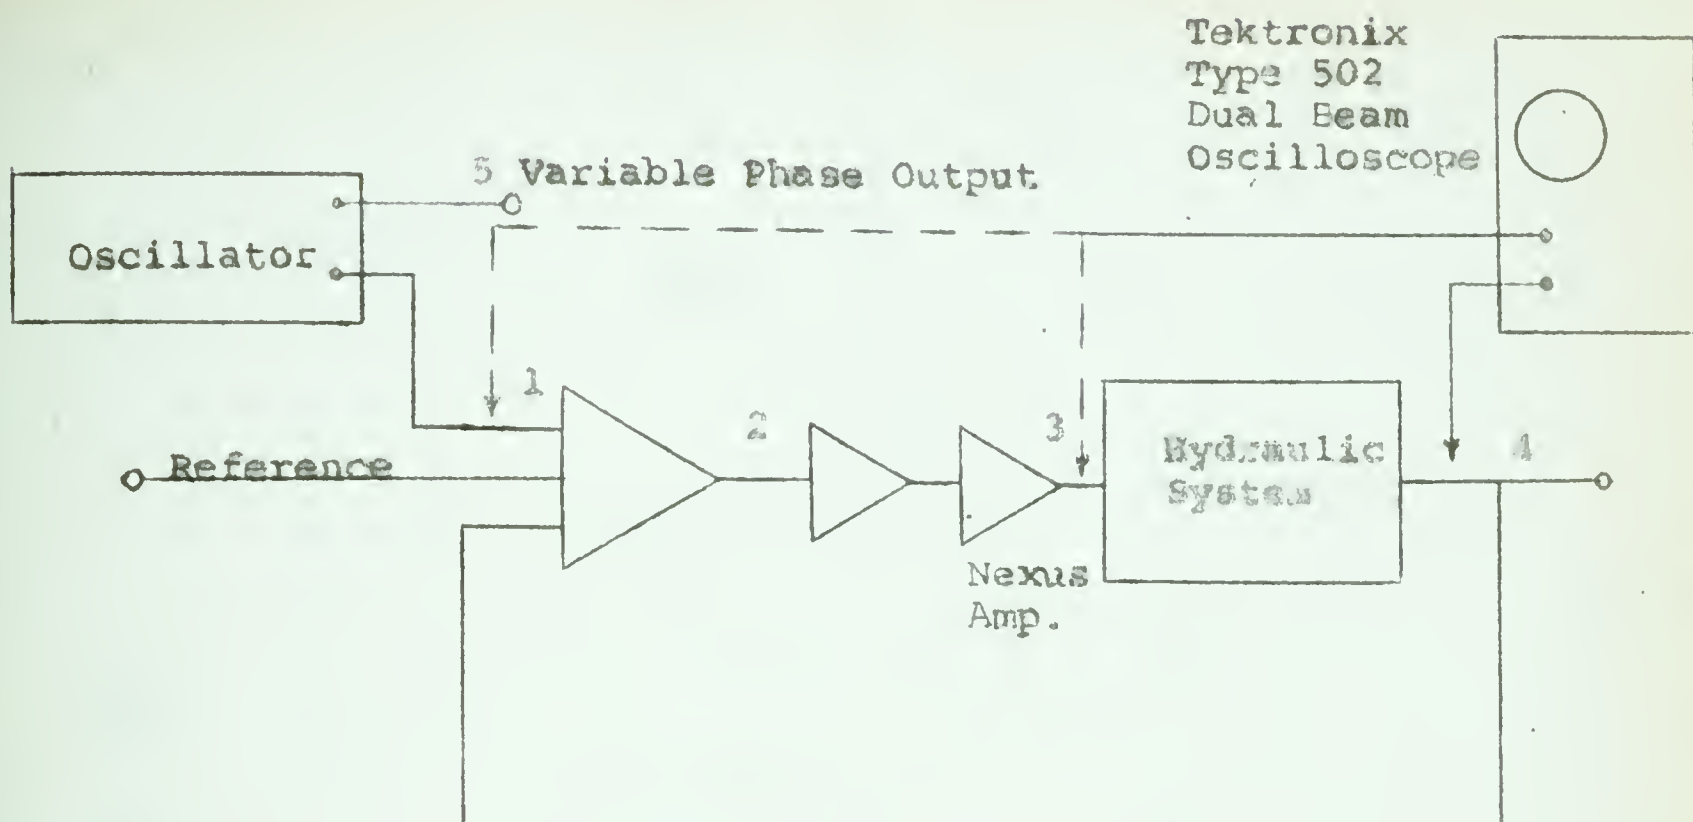 Tektronix
Type 502
Dual Beam
Oscilloscope
5 Variable Phase Output
Oscillator
1
2
3
4
Reference
Hydraulic
System
Nexus
Amp.